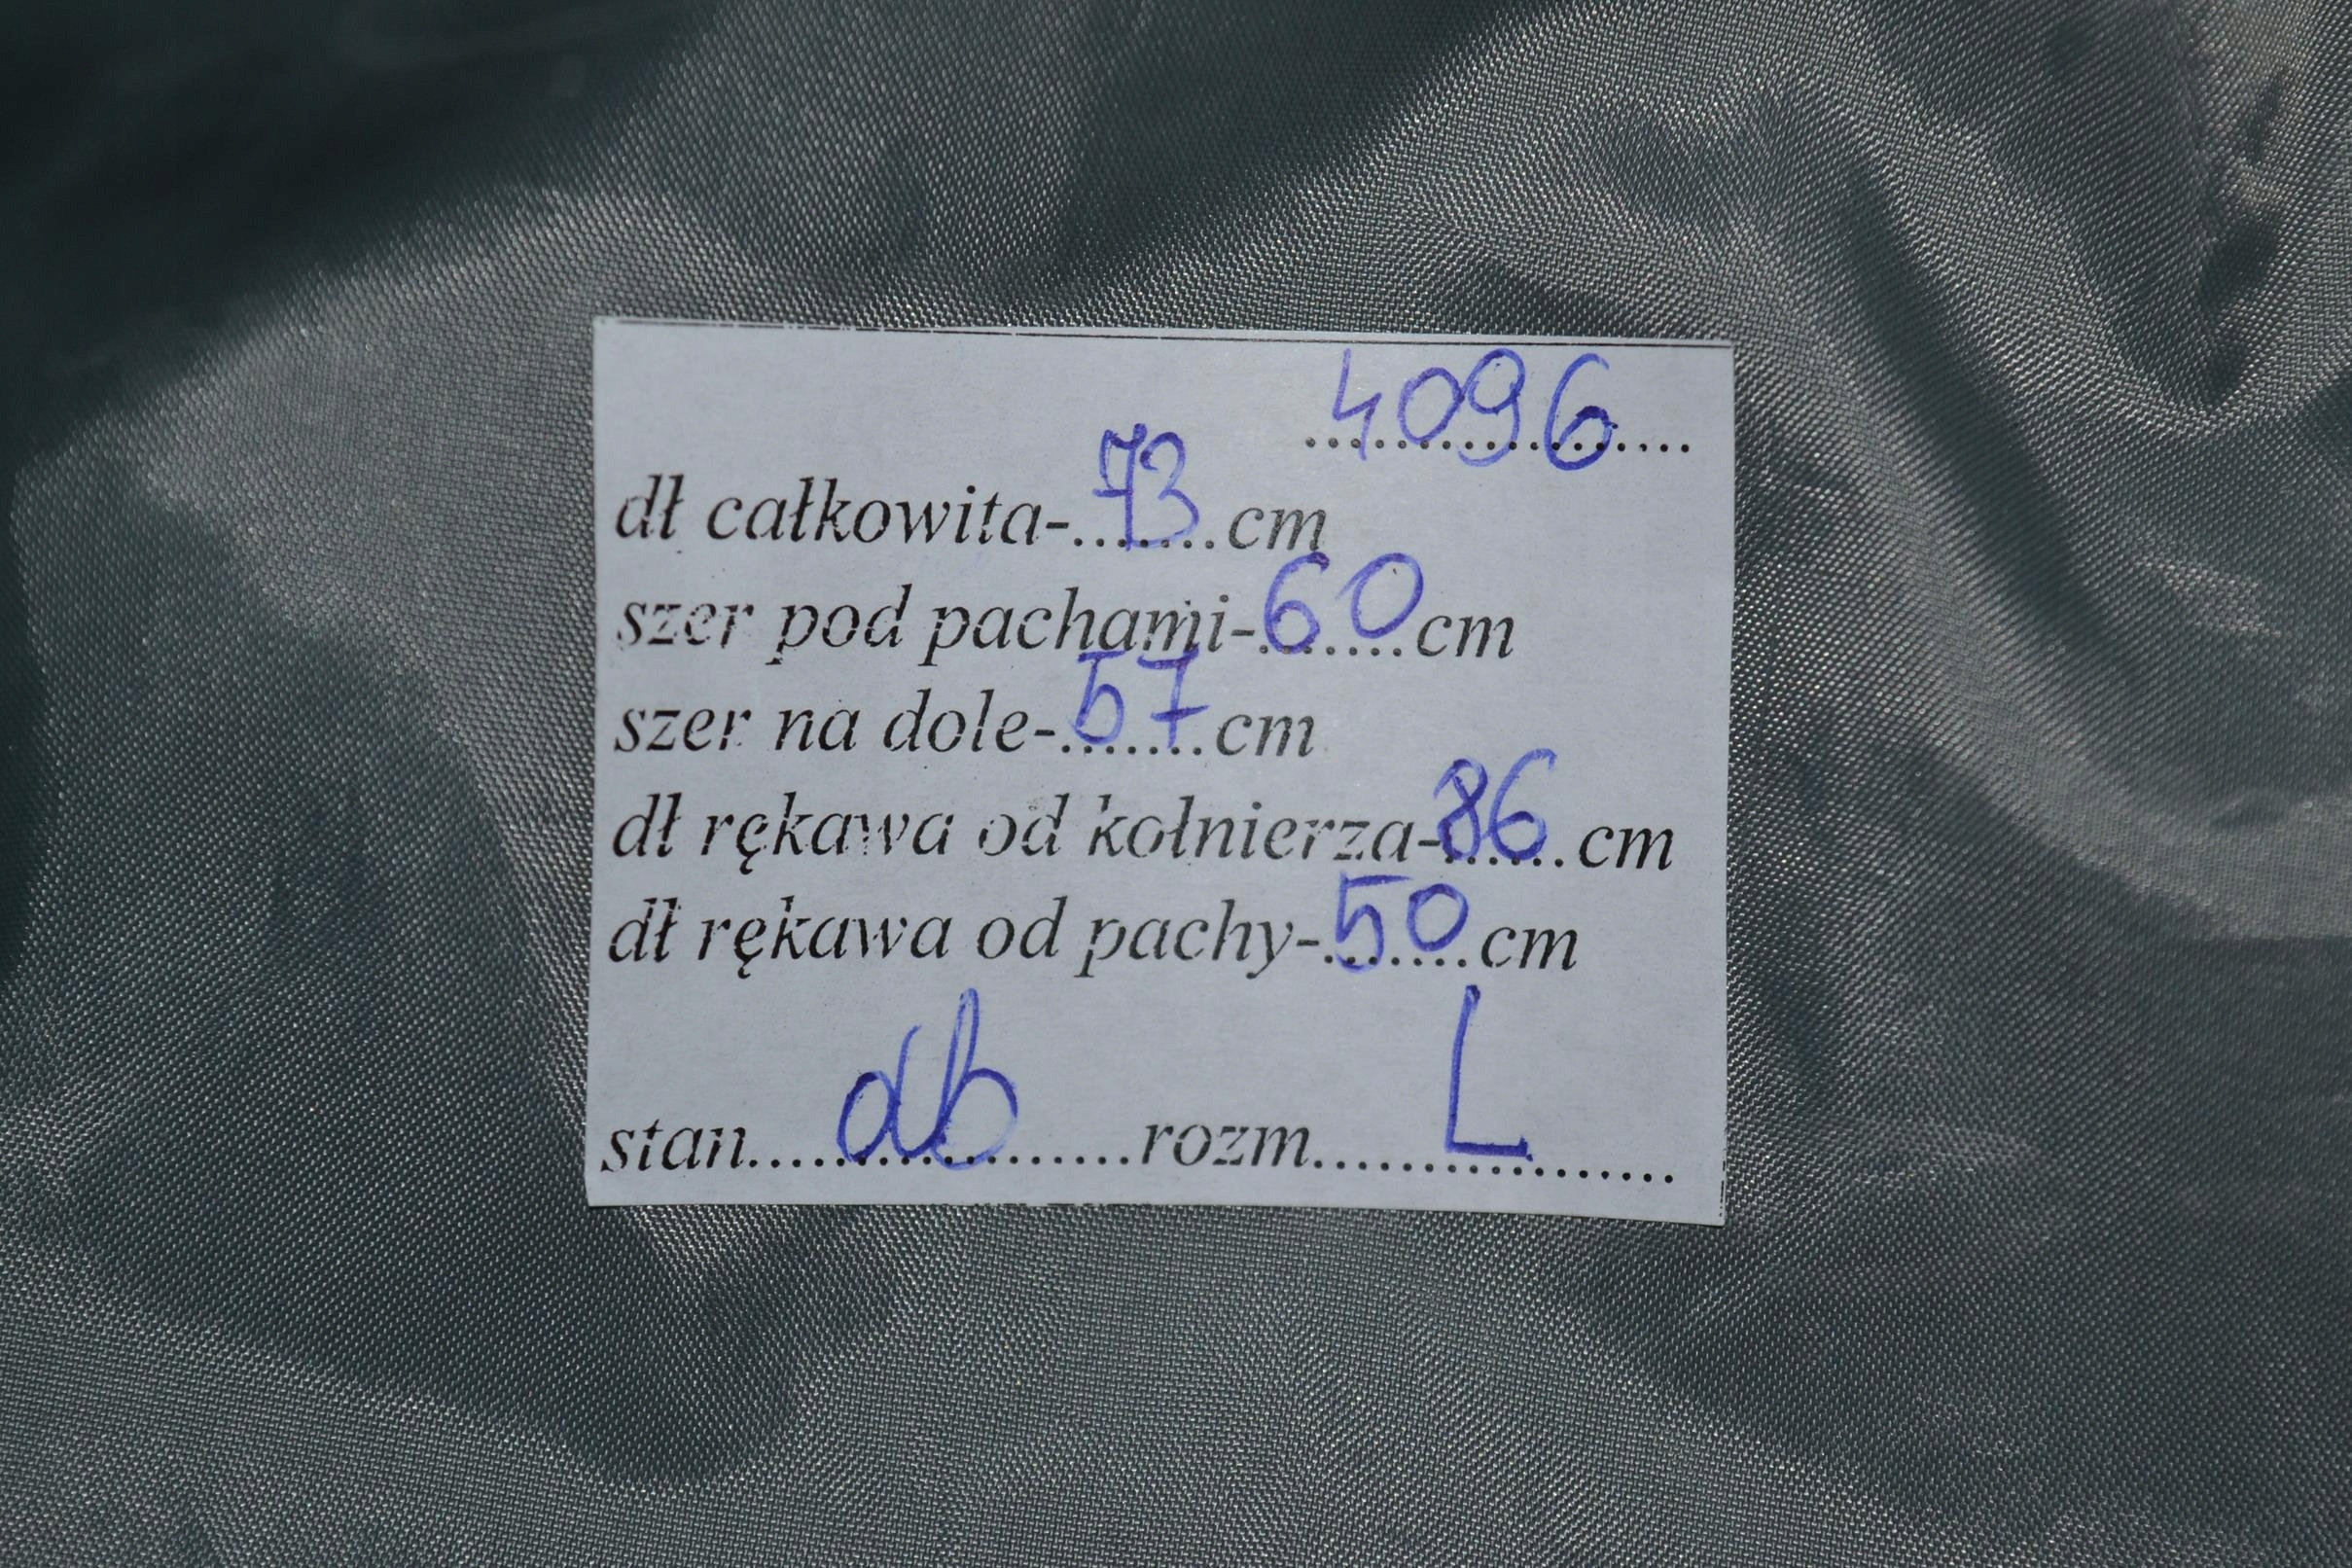 4096
dł całkowita-73cm
szer pod pachami-60cm
szer na dole-57cm
dł rękawa od kołnierza-86cm
dł rękawa od pachy-50cm
stan....db....rozm....L....